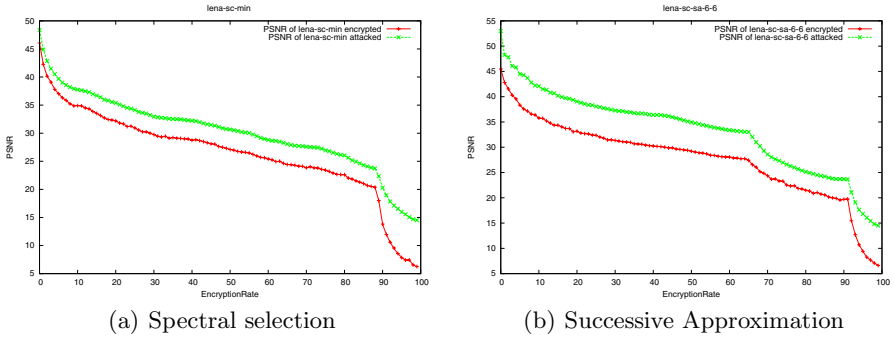 lena-sc-min
PSNR of lena-sc-min encrypted
PSNR of lena-sc-min attacked
50
45
40
35
30
25
20
15
10
5
PSNR
0 10 20 30 40 50 60 70 80 90 100
EncryptionRate
(a) Spectral selection
lena-sc-sa-6-6
PSNR of lena-sc-sa-6-6 encrypted
PSNR of lena-sc-sa-6-6 attacked
55
50
45
40
35
30
25
20
15
10
5
PSNR
0 10 20 30 40 50 60 70 80 90 100
EncryptionRate
(b) Successive Approximation